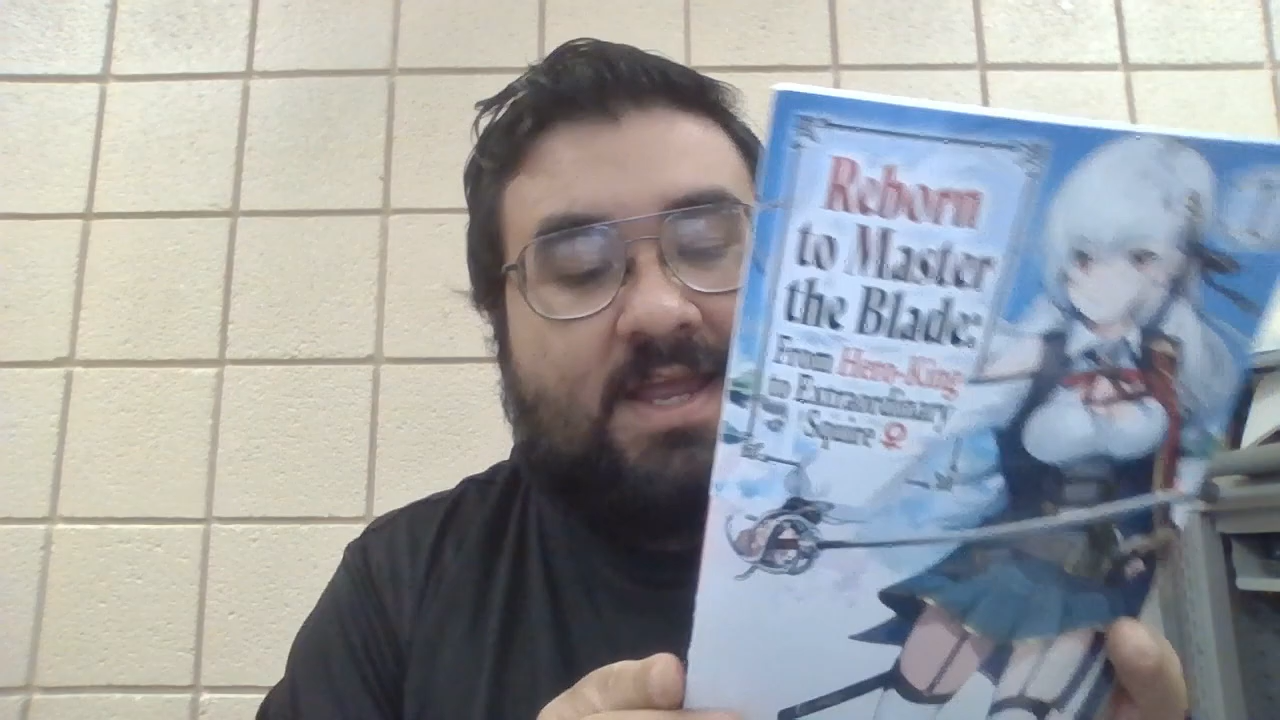 Reborn
to Master
the Blade:
From Hero-King
to Extraordinary
Squire ♀